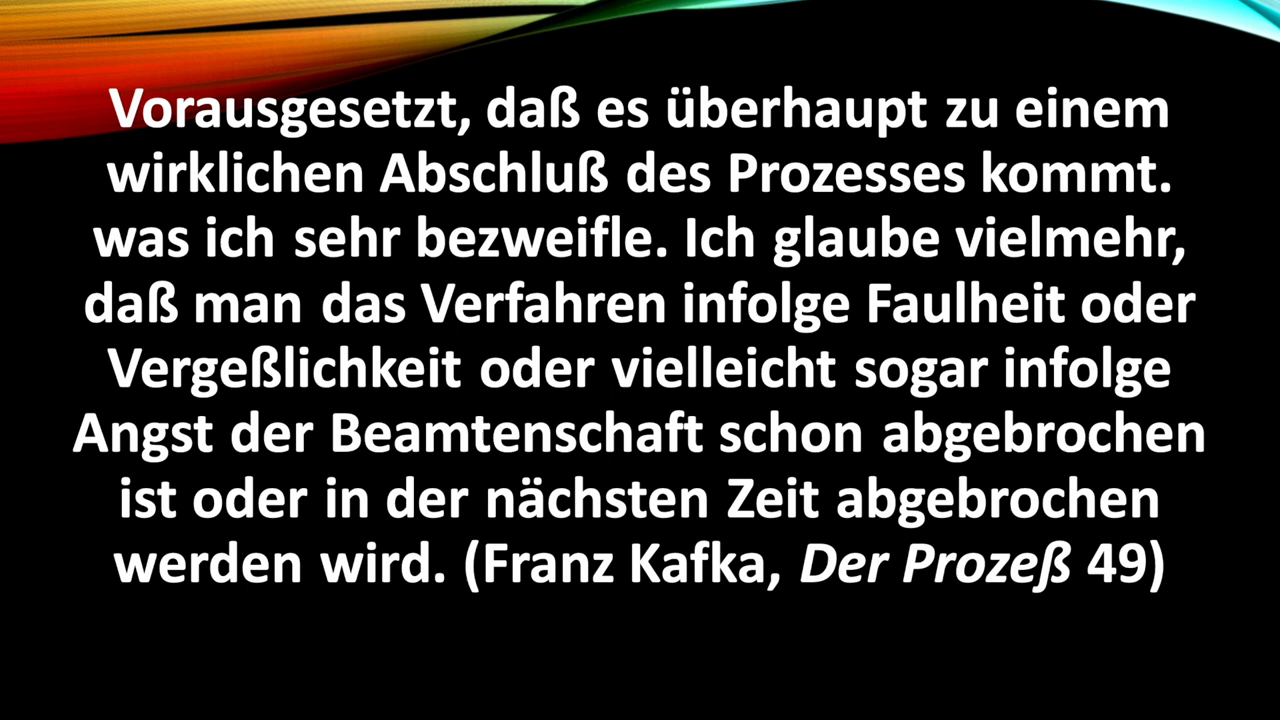 Vorausgesetzt, daß es überhaupt zu einem
wirklichen Abschluß des Prozesses kommt.
was ich sehr bezweifle. Ich glaube vielmehr,
daß man das Verfahren infolge Faulheit oder
Vergeßlichkeit oder vielleicht sogar infolge
Angst der Beamtenschaft schon abgebrochen
ist oder in der nächsten Zeit abgebrochen
werden wird. (Franz Kafka, Der Prozeß 49)